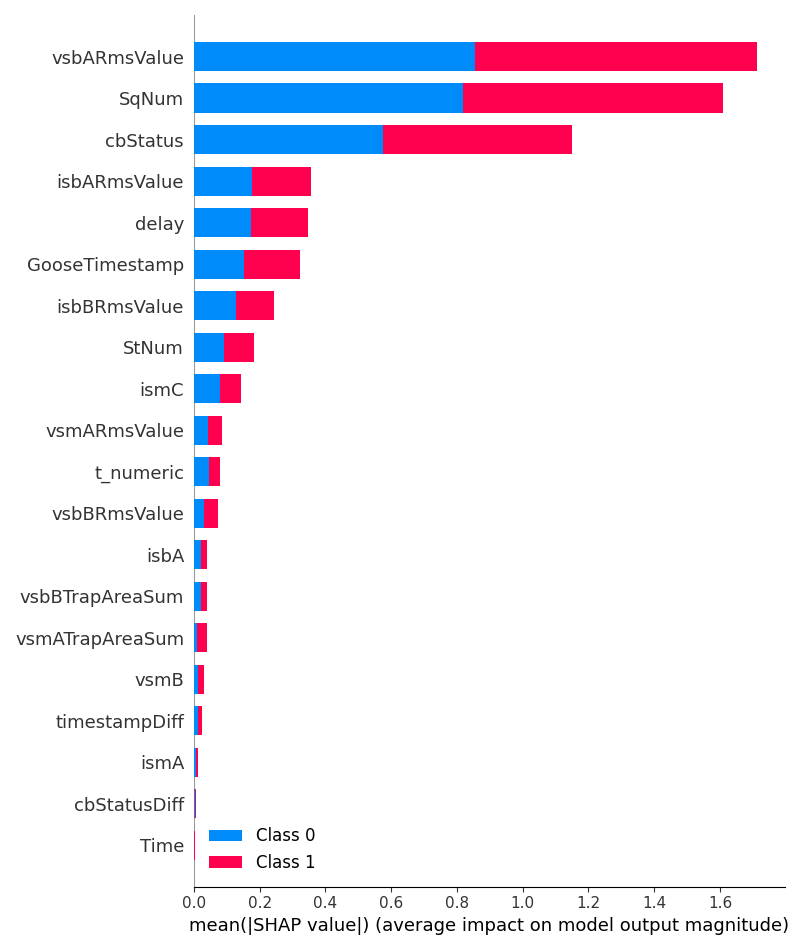 vsbARmsValue
SqNum
cbStatus
isbARmsValue
delay
GooseTimestamp
isbBRmsValue
StNum
ismC
vsmARmsValue
t_numeric
vsbBRmsValue
isbA
vsbBTrapAreaSum
vsmATrapAreaSum
vsmB
timestampDiff
ismA
cbStatusDiff
Time
Class 0
Class 1
0.0 0.2 0.4 0.6 0.8 1.0 1.2 1.4 1.6
mean(|SHAP value|) (average impact on model output magnitude)